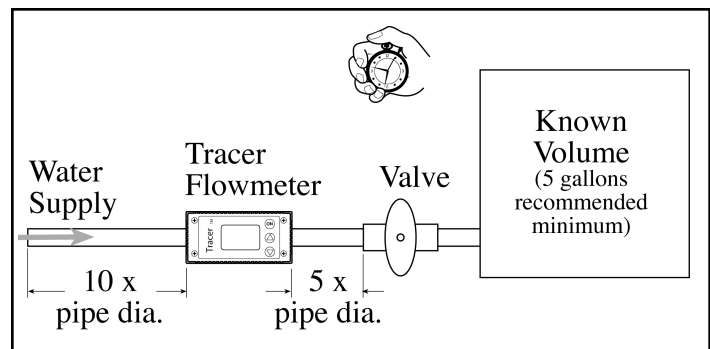 Known
Volume
(5 gallons
recommended
minimum)
Tracer
Flowmeter
Valve
Water
Supply
Tracer TM
ON
10 x
pipe dia.
5 x
pipe dia.